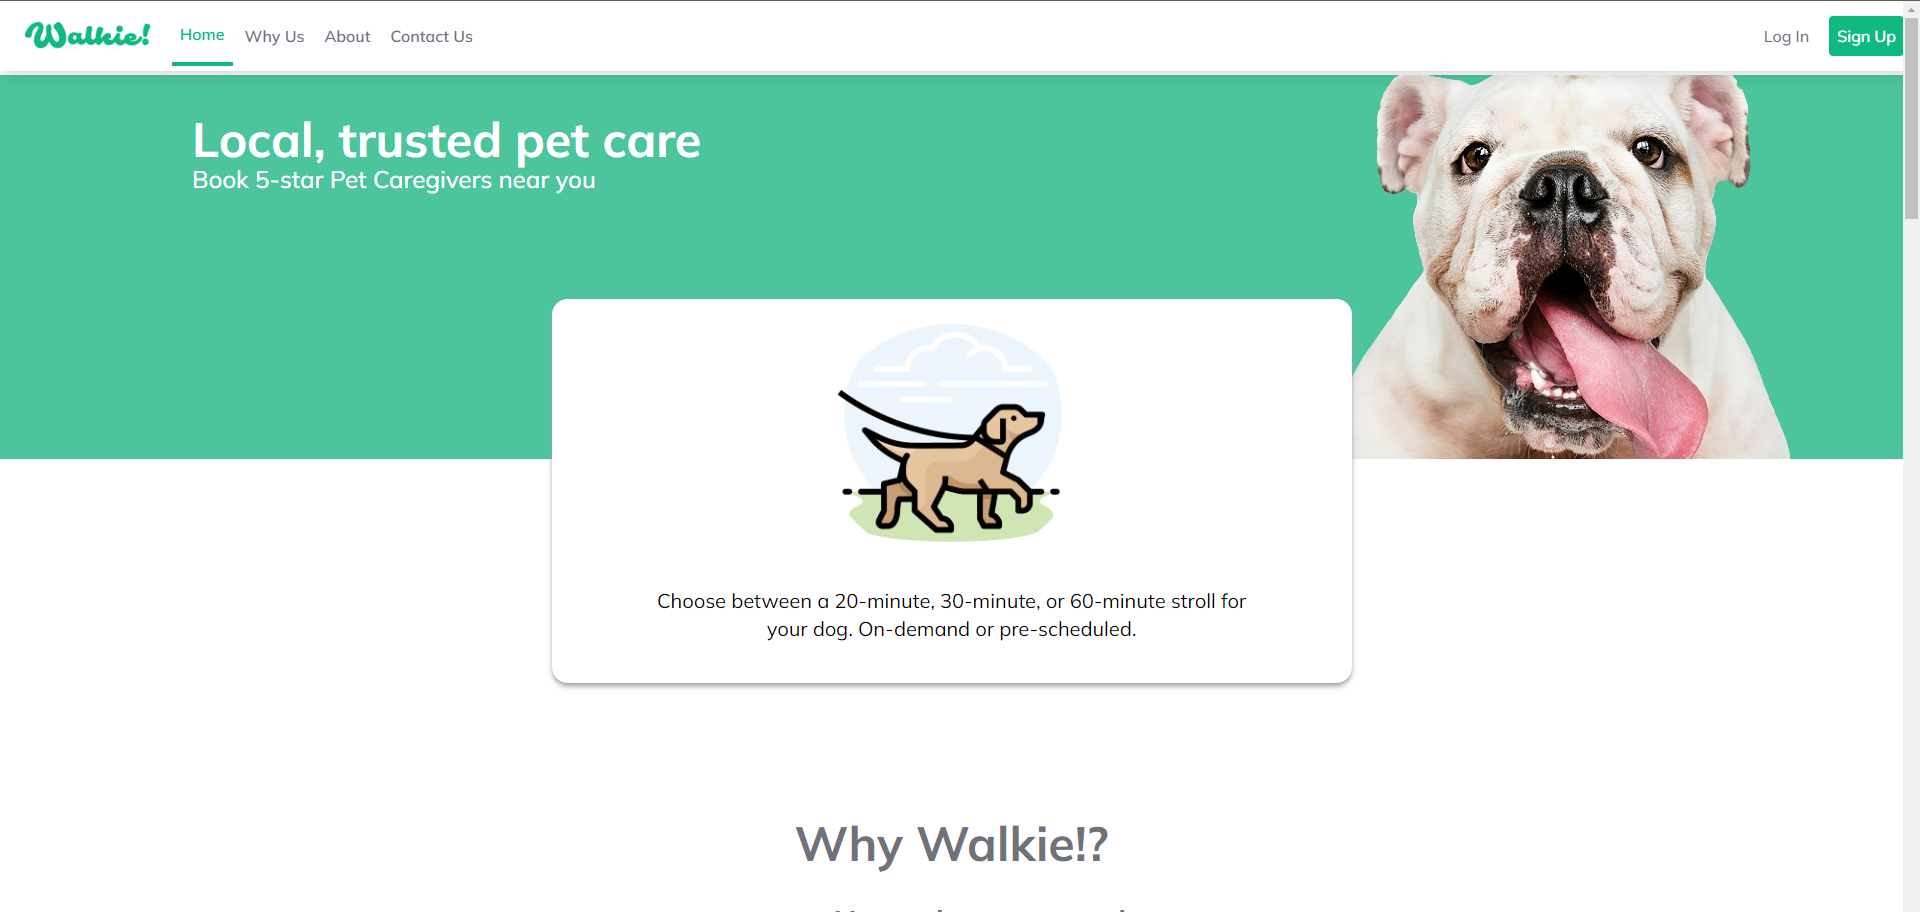 Walkie!
Home Why Us About Contact Us Log In Sign Up
Local, trusted pet care
Book 5-star Pet Caregivers near you
Choose between a 20-minute, 30-minute, or 60-minute stroll for
your dog. On-demand or pre-scheduled.
Why Walkie!?